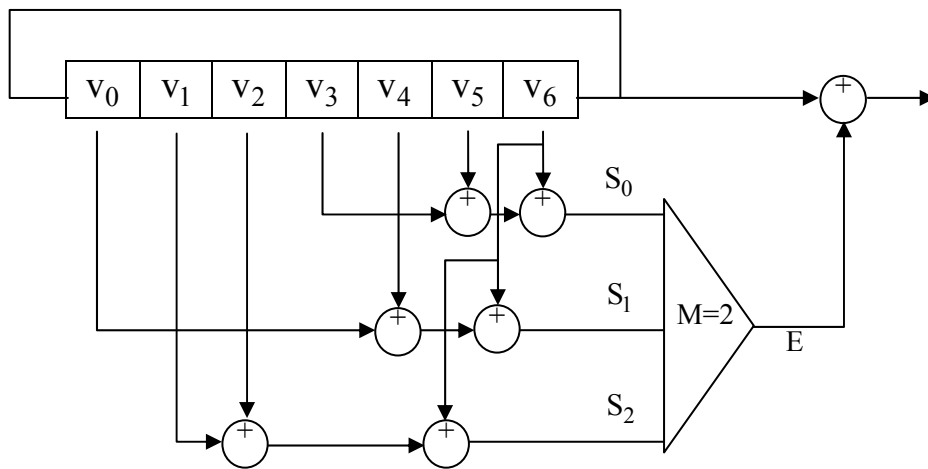 v₀ v₁ v₂ v₃ v₄ v₅ v₆
+
+ +
S₀
+ +
S₁
M=2
E
+ +
S₂